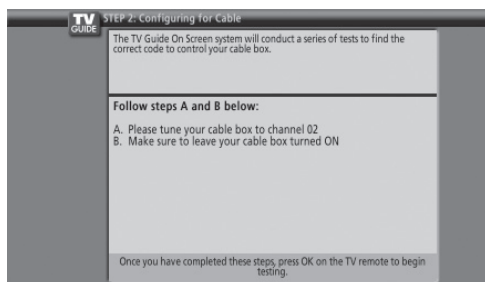 TV
GUIDE
STEP 2: Configuring for Cable
The TV Guide On Screen system will conduct a series of tests to find the
correct code to control your cable box.
Follow steps A and B below:
A. Please tune your cable box to channel 02
B. Make sure to leave your cable box turned ON
Once you have completed these steps, press OK on the TV remote to begin
testing.